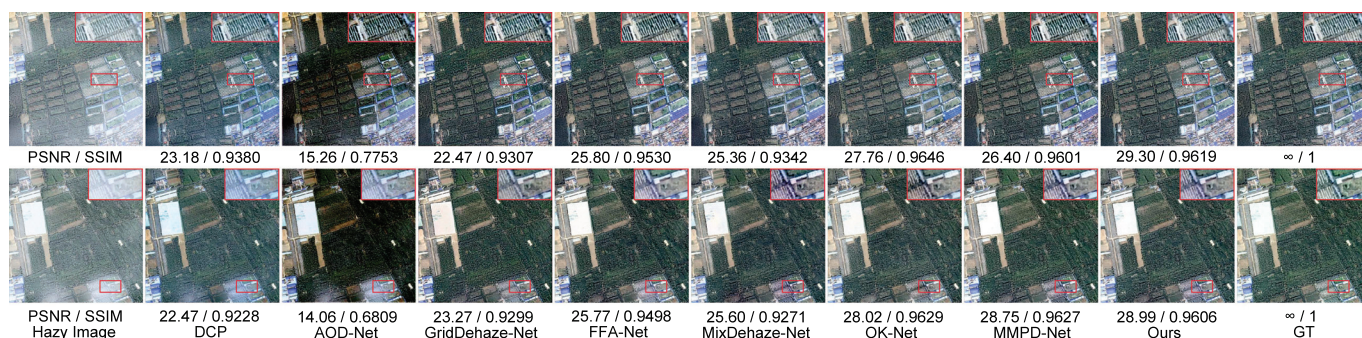 PSNR / SSIM 23.18 / 0.9380 15.26 / 0.7753 22.47 / 0.9307 25.80 / 0.9530 25.36 / 0.9342 27.76 / 0.9646 26.40 / 0.9601 29.30 / 0.9619 ∞ / 1
PSNR / SSIM 22.47 / 0.9228 14.06 / 0.6809 23.27 / 0.9299 25.77 / 0.9498 25.60 / 0.9271 28.02 / 0.9629 28.75 / 0.9627 28.99 / 0.9606 ∞ / 1
Hazy Image DCP AOD-Net GridDehaze-Net FFA-Net MixDehaze-Net OK-Net MMPD-Net Ours GT